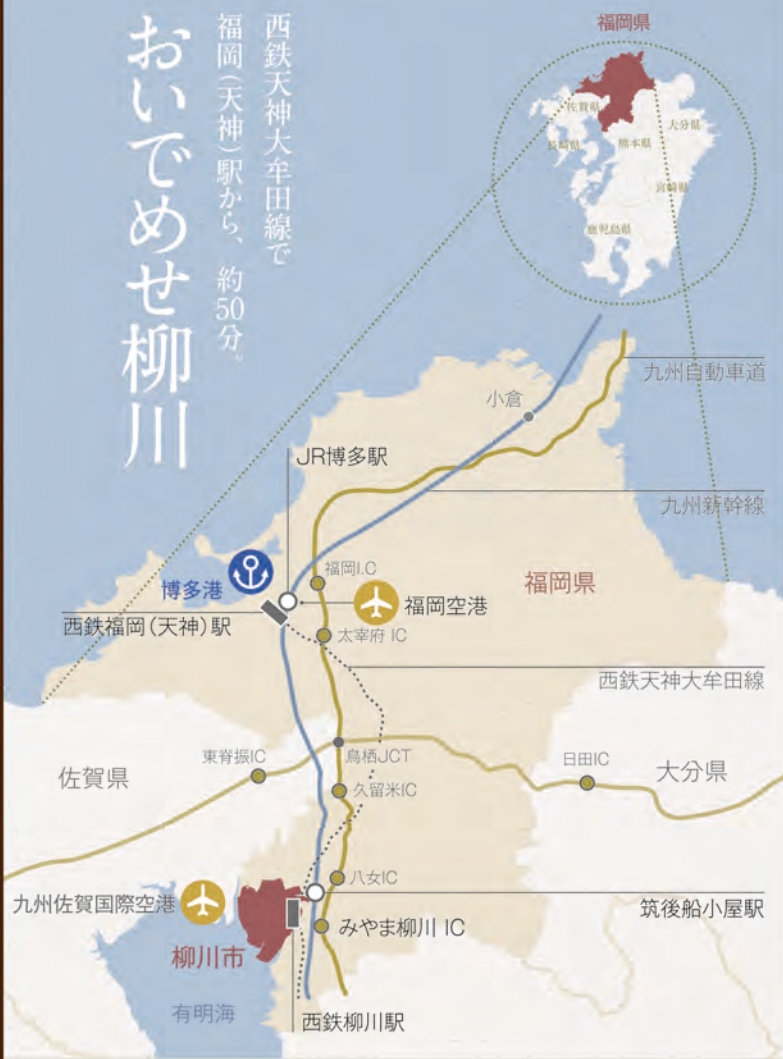 西鉄天神大牟田線で
福岡(天神)駅から、約50分。
おいでめせ柳川
福岡県
佐賀県
大分県
長崎県
熊本県
宮崎県
鹿児島県
九州自動車道
小倉
JR博多駅
九州新幹線
福岡I.C
福岡県
博多港
福岡空港
西鉄福岡(天神)駅
太宰府 IC
西鉄天神大牟田線
東脊振IC
鳥栖JCT
日田IC
佐賀県
大分県
久留米IC
八女IC
九州佐賀国際空港
筑後船小屋駅
みやま柳川 IC
柳川市
有明海
西鉄柳川駅